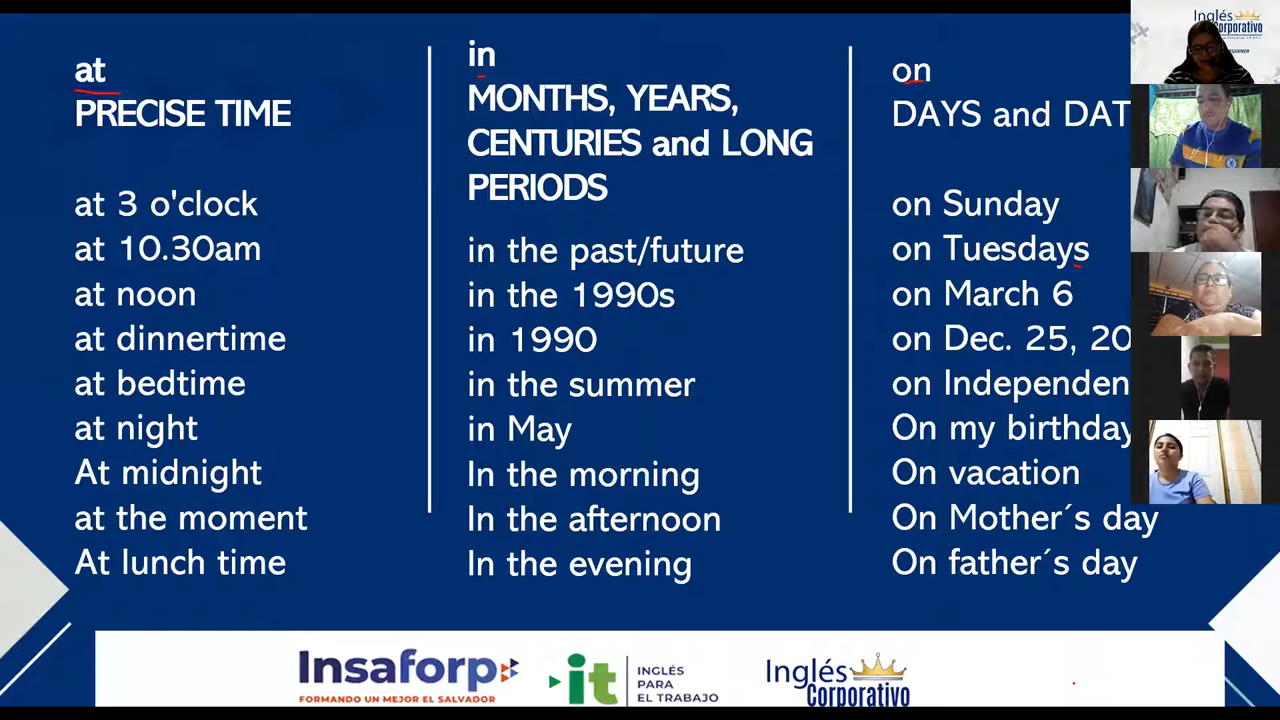 at
PRECISE TIME
at 3 o'clock
at 10.30am
at noon
at dinnertime
at bedtime
at night
At midnight
at the moment
At lunch time
in
MONTHS, YEARS,
CENTURIES and LONG
PERIODS
in the past/future
in the 1990s
in 1990
in the summer
in May
In the morning
In the afternoon
In the evening
on
DAYS and DAT
on Sunday
on Tuesdays
on March 6
on Dec. 25, 20
on Independen
On my birthday
On vacation
On Mother´s day
On father´s day
Inglés
Corporativo
Insaforp
FORMANDO UN MEJOR EL SALVADOR
it
INGLÉS
PARA
EL TRABAJO
Inglés
Corporativo